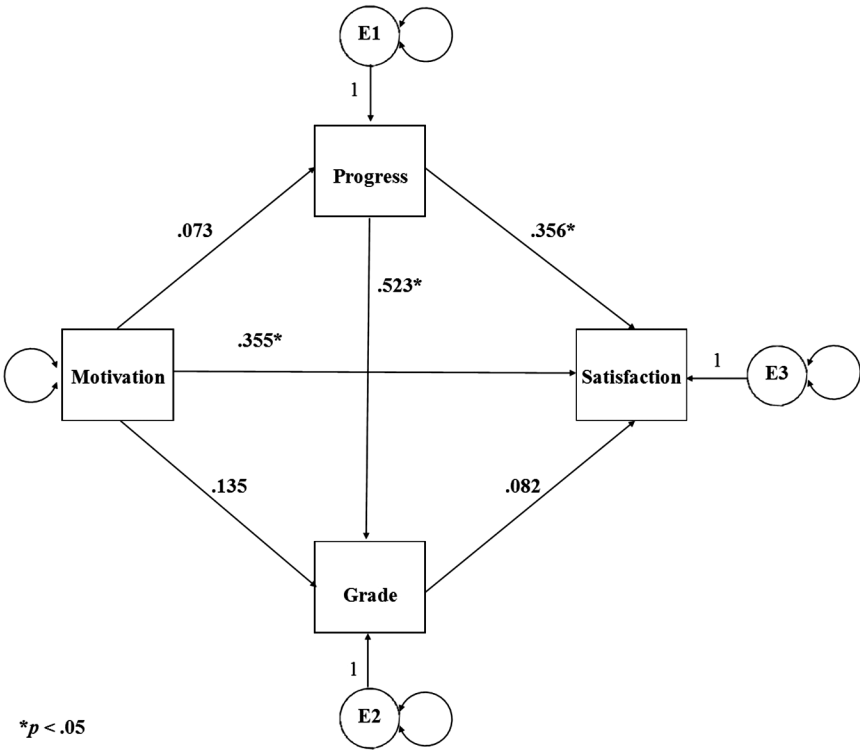 E1
1
Progress
.073
.356*
.523*
.355*
Motivation
Satisfaction
1
E3
.135
.082
Grade
1
E2
*p < .05